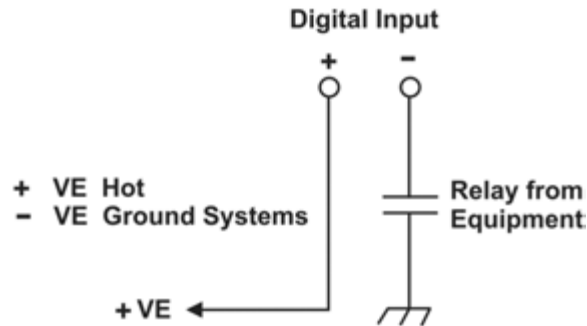 Digital Input
+ -
+ VE Hot
- VE Ground Systems
Relay from
Equipment
+ VE